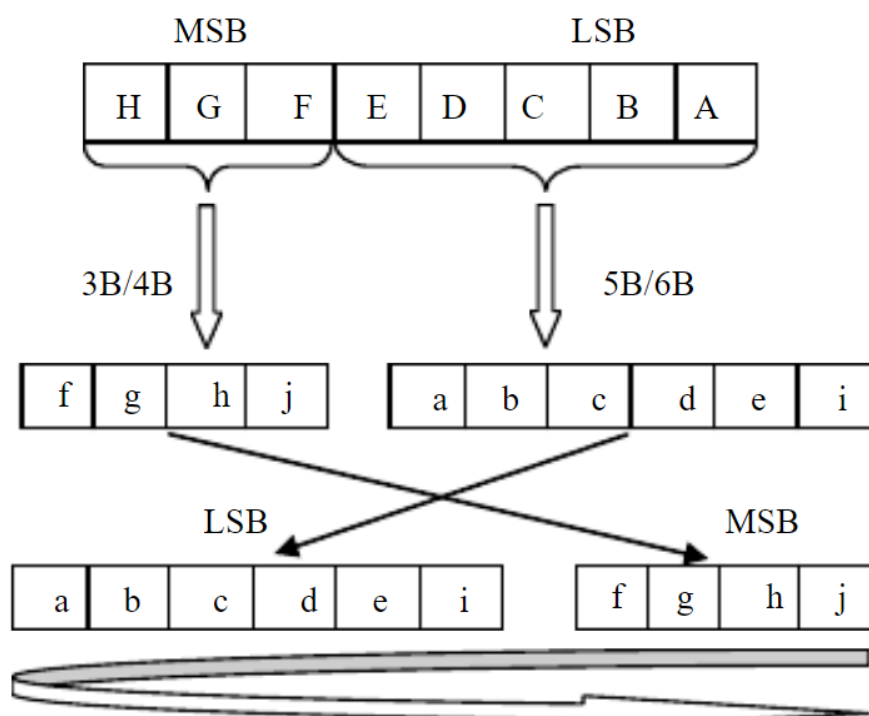 MSB LSB
H G F E D C B A
3B/4B 5B/6B
f g h j a b c d e i
LSB MSB
a b c d e i f g h j